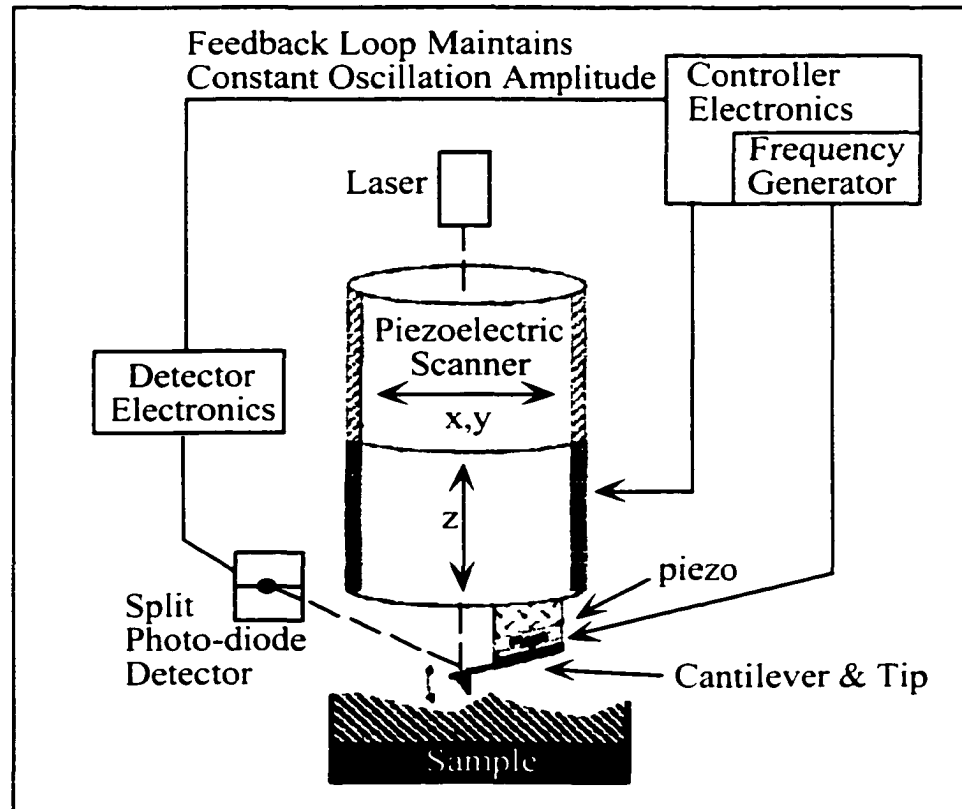 Feedback Loop Maintains
Constant Oscillation Amplitude
Controller
Electronics
Frequency
Generator
Laser
Piezoelectric
Scanner
x,y
Detector
Electronics
z
piezo
Split
Photo-diode
Detector
Cantilever & Tip
Sample